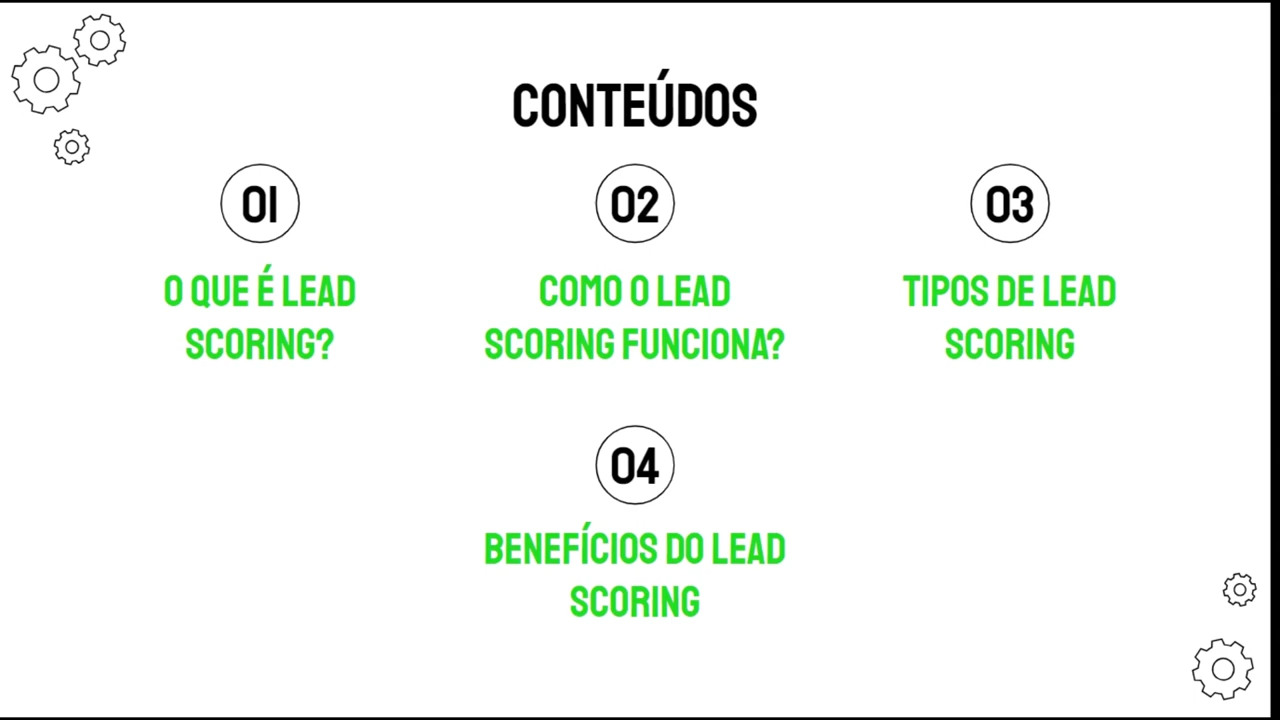 CONTEÚDOS
01
O QUE É LEAD
SCORING?
02
COMO O LEAD
SCORING FUNCIONA?
03
TIPOS DE LEAD
SCORING
04
BENEFÍCIOS DO LEAD
SCORING